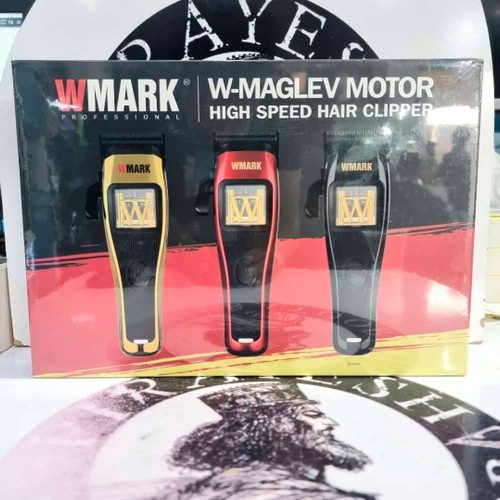 WMARK®
PROFESSIONAL
W-MAGLEV MOTOR
HIGH SPEED HAIR CLIPPER
WMARK
WMARK
WMARK
W
W
W